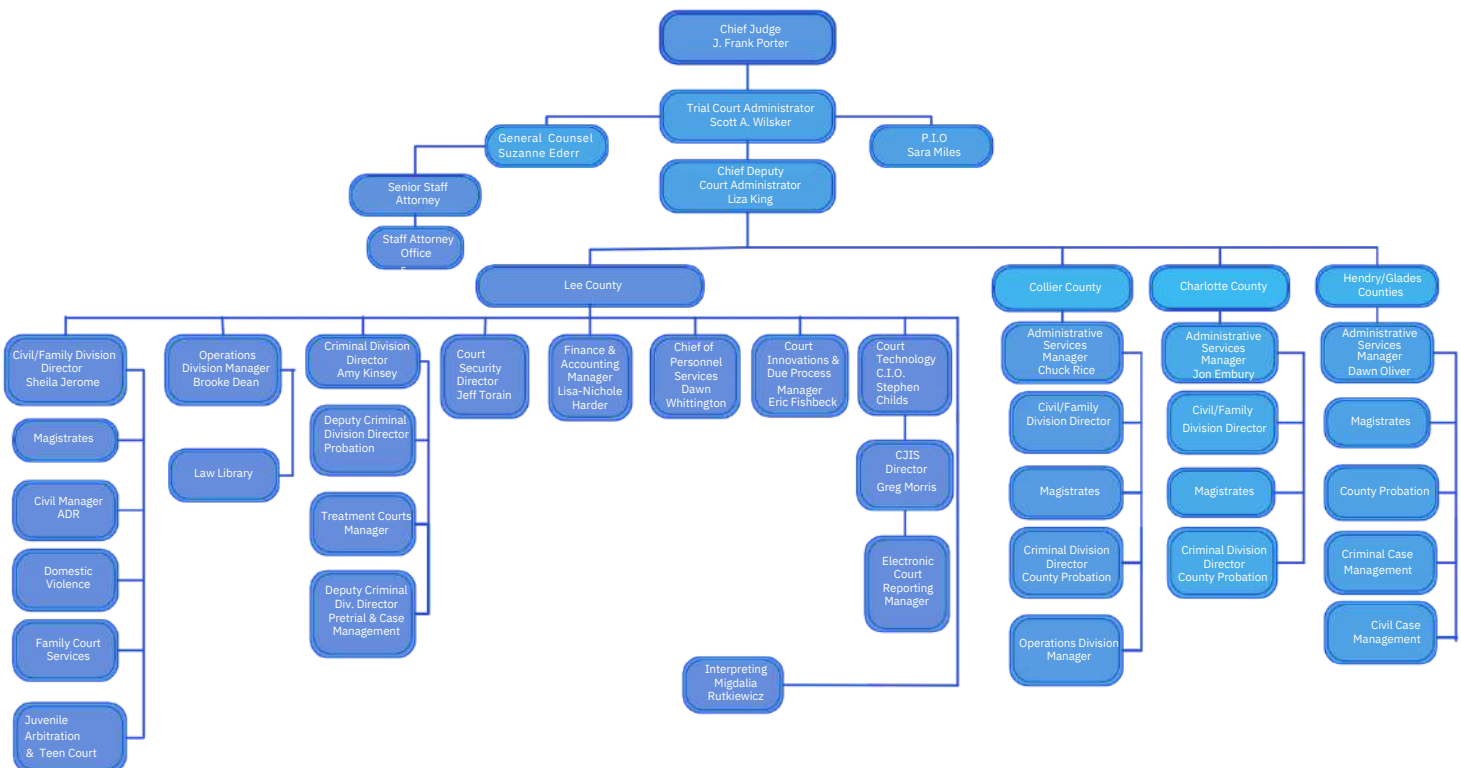 Chief Judge
J. Frank Porter
Trial Court Administrator
Scott A. Wilsker
General Counsel
Suzanne Ederr
P.I.O
Sara Miles
Chief Deputy
Court Administrator
Liza King
Senior Staff
Attorney
Staff Attorney
Office
Lee County
Collier County
Charlotte County
Hendry/Glades
Counties
Civil/Family Division
Director
Sheila Jerome
Magistrates
Civil Manager
ADR
Domestic
Violence
Family Court
Services
Juvenile
Arbitration
& Teen Court
Operations
Division Manager
Brooke Dean
Law Library
Criminal Division
Director
Amy Kinsey
Deputy Criminal
Division Director
Probation
Treatment Courts
Manager
Deputy Criminal
Div. Director
Pretrial & Case
Management
Court
Security
Director
Jeff Torain
Finance &
Accounting
Manager
Lisa-Nichole
Harder
Chief of
Personnel
Services
Dawn
Whittington
Court
Innovations &
Due Process
Manager
Eric Fishbeck
Court
Technology
C.I.O.
Stephen
Childs
CJIS
Director
Greg Morris
Electronic
Court
Reporting
Manager
Interpreting
Migdalia
Rutkiewicz
Administrative
Services
Manager
Chuck Rice
Civil/Family
Division Director
Magistrates
Criminal Division
Director
County Probation
Operations Division
Manager
Administrative
Services
Manager
Jon Embury
Civil/Family
Division Director
Magistrates
Criminal Division
Director
County Probation
Administrative
Services
Manager
Dawn Oliver
Magistrates
County Probation
Criminal Case
Management
Civil Case
Management